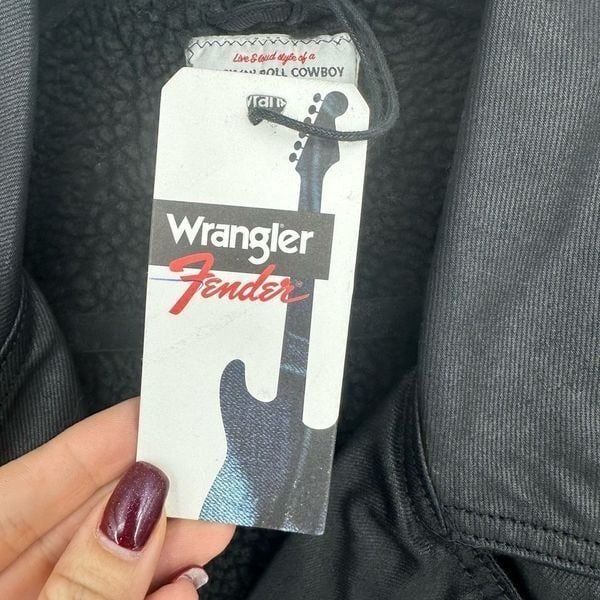 Live & loud style of a
ROLL COWBOY
Wrangler
Fender